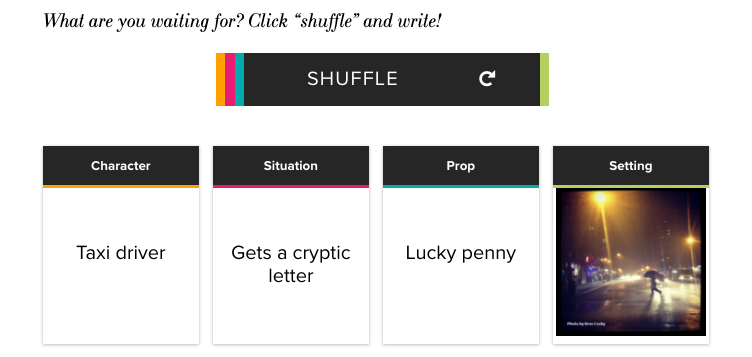 What are you waiting for? Click “shuffle” and write!
SHUFFLE
Character
Situation
Prop
Setting
Taxi driver
Gets a cryptic
letter
Lucky penny